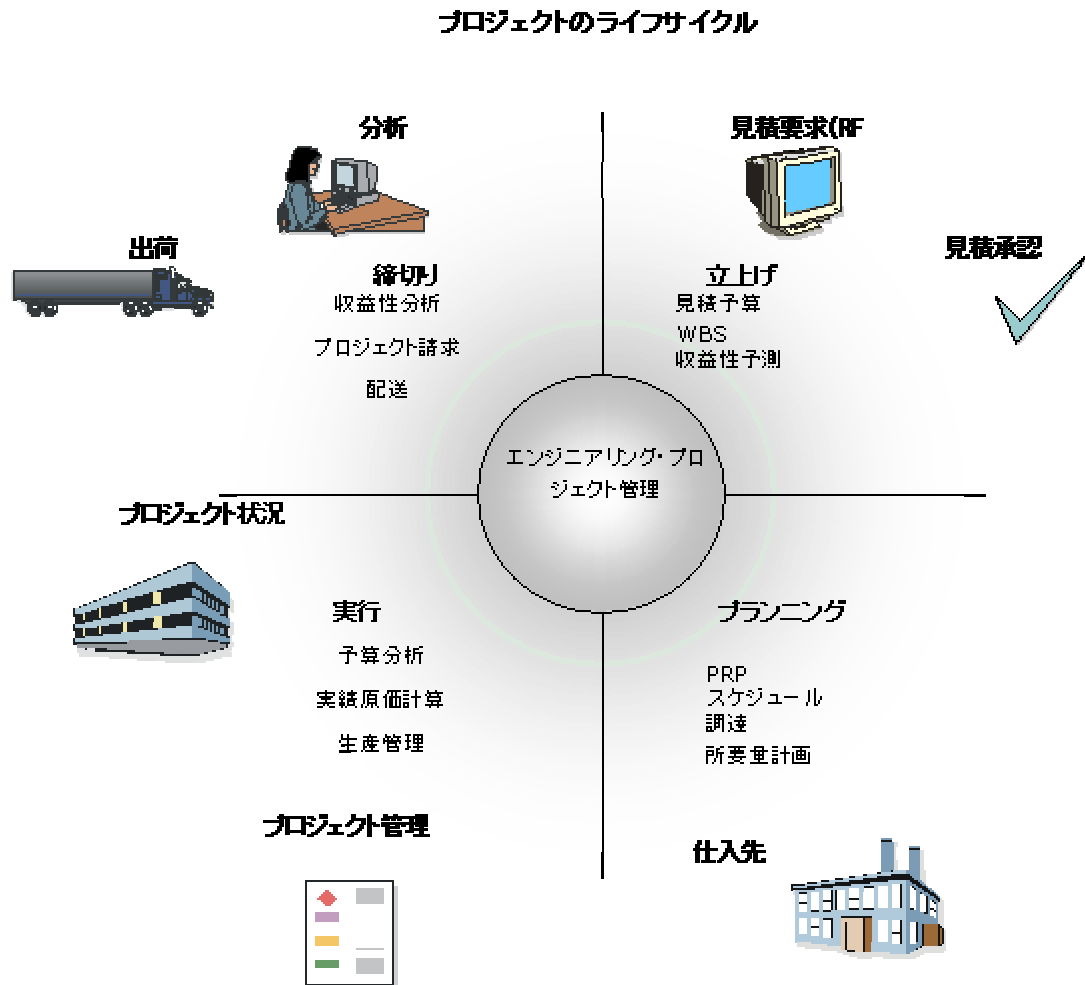 プロジェクトのライフサイクル
分析
見積要求(RF
出荷
見積承認
締切り
収益性分析
プロジェクト請求
配送
立上げ
見積予算
WBS
収益性予測
エンジニアリング・プロ
ジェクト管理
プロジェクト状況
実行
予算分析
実績原価計算
生産管理
プランニング
PRP
スケジュール
調達
所要量計画
プロジェクト管理
仕入先